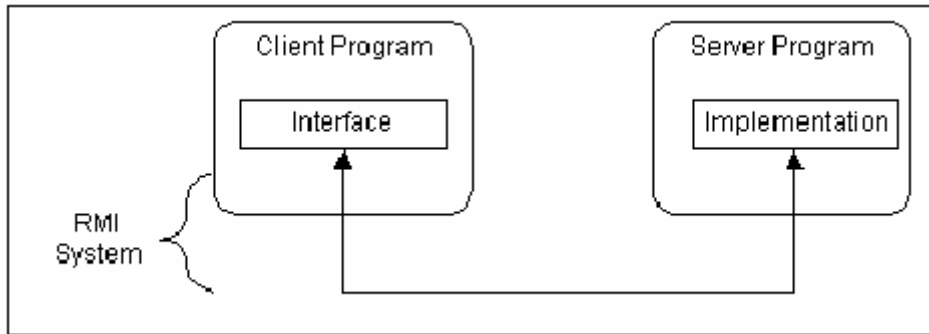 Client Program
Server Program
Interface
Implementation
RMI
System